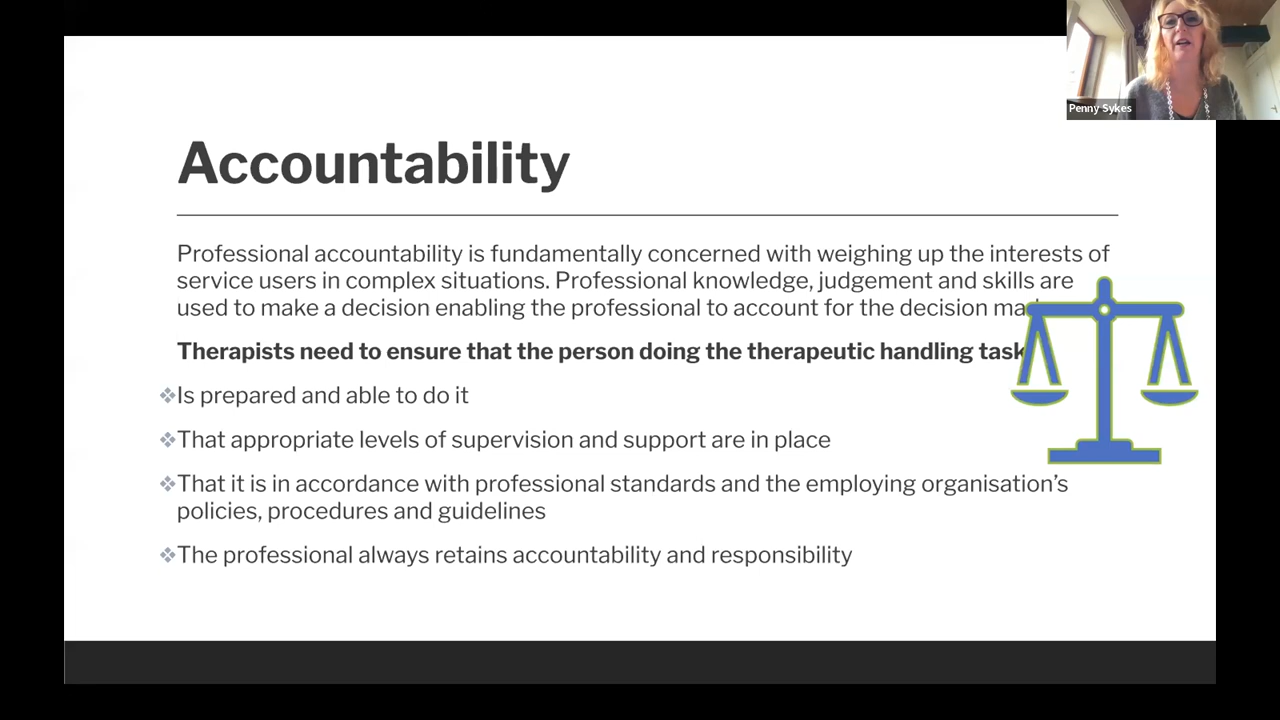 Penny Sykes
Accountability
Professional accountability is fundamentally concerned with weighing up the interests of
service users in complex situations. Professional knowledge, judgement and skills are
used to make a decision enabling the professional to account for the decision
Therapists need to ensure that the person doing the therapeutic handling task
❖Is prepared and able to do it
❖That appropriate levels of supervision and support are in place
❖That it is in accordance with professional standards and the employing organisation’s
policies, procedures and guidelines
❖The professional always retains accountability and responsibility